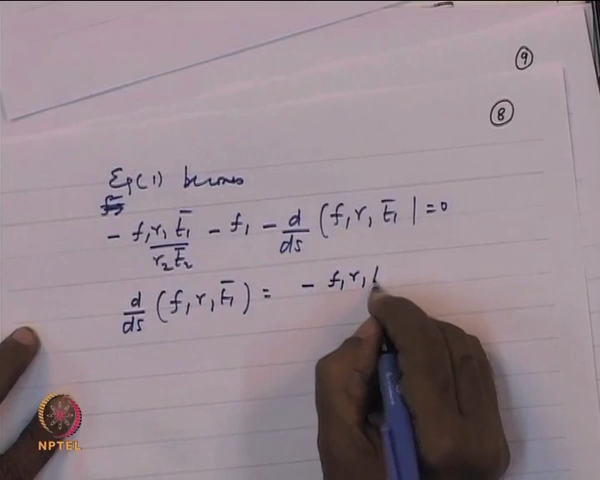 9
8
Eq(1) becomes
- f₁r₁t̄₁ / r₂t̄₂ - f₁ - d/ds (f₁r₁t̄₁) = 0
d/ds (f₁r₁t̄₁) = - f₁r₁
NPTEL